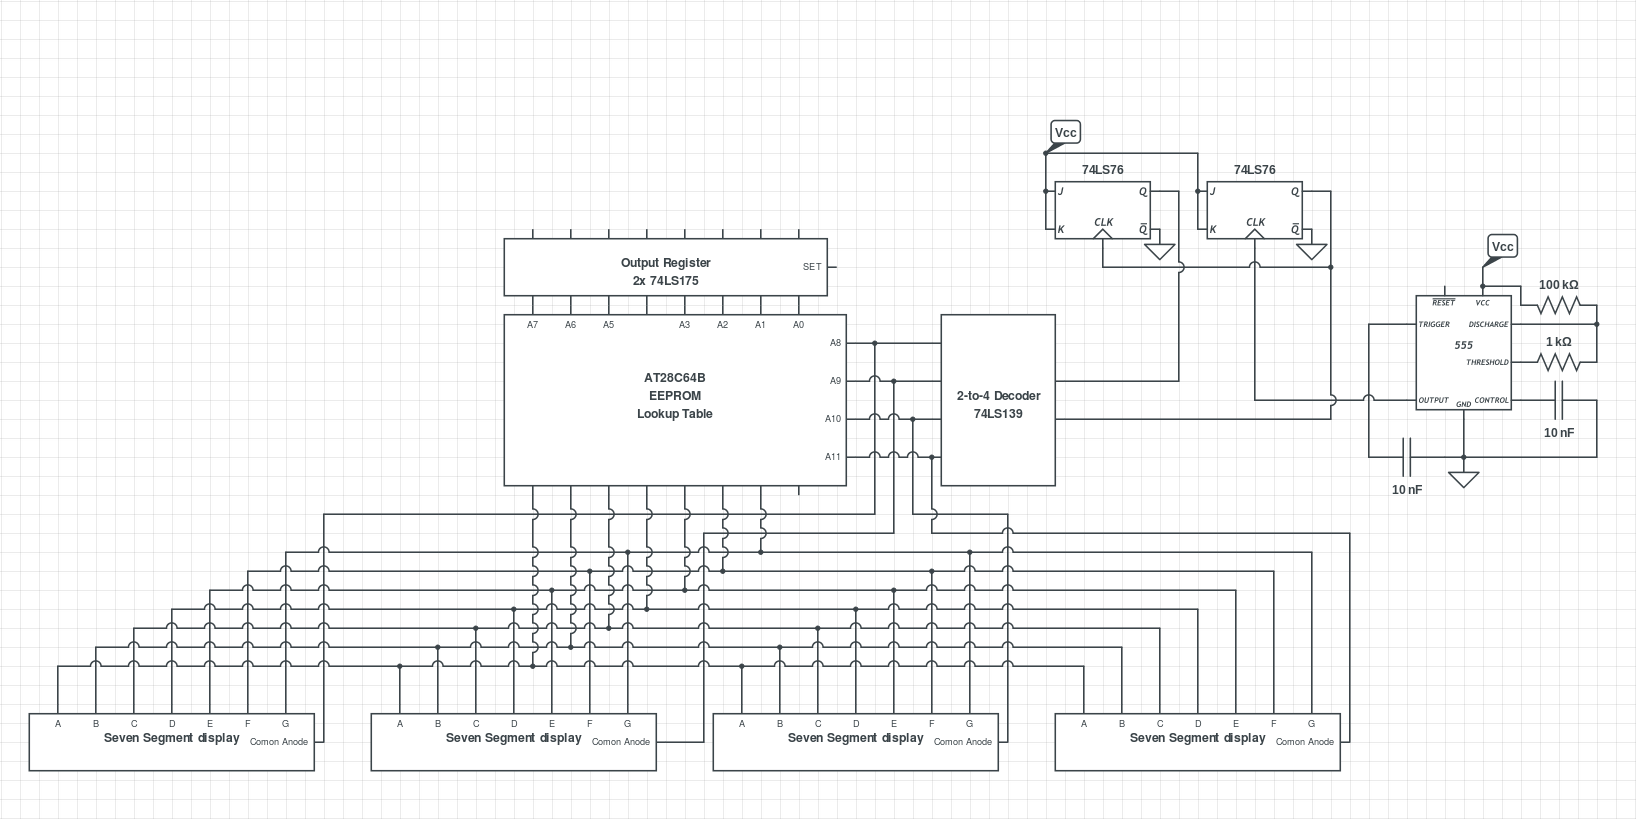 Vcc
74LS76
74LS76
J
Q
J
Q
CLK
CLK
K
Q̅
K
Q̅
Vcc
Output Register
SET
2x 74LS175
100 kΩ
RESET
VCC
A7
A6
A5
A3
A2
A1
A0
TRIGGER
DISCHARGE
A8
555
1 kΩ
THRESHOLD
AT28C64B
A9
EEPROM
2-to-4 Decoder
OUTPUT
GND
CONTROL
Lookup Table
74LS139
A10
10 nF
A11
10 nF
A
B
C
D
E
F
G
Seven Segment display
Comon Anode
A
B
C
D
E
F
G
Seven Segment display
Comon Anode
A
B
C
D
E
F
G
Seven Segment display
Comon Anode
A
B
C
D
E
F
G
Seven Segment display
Comon Anode